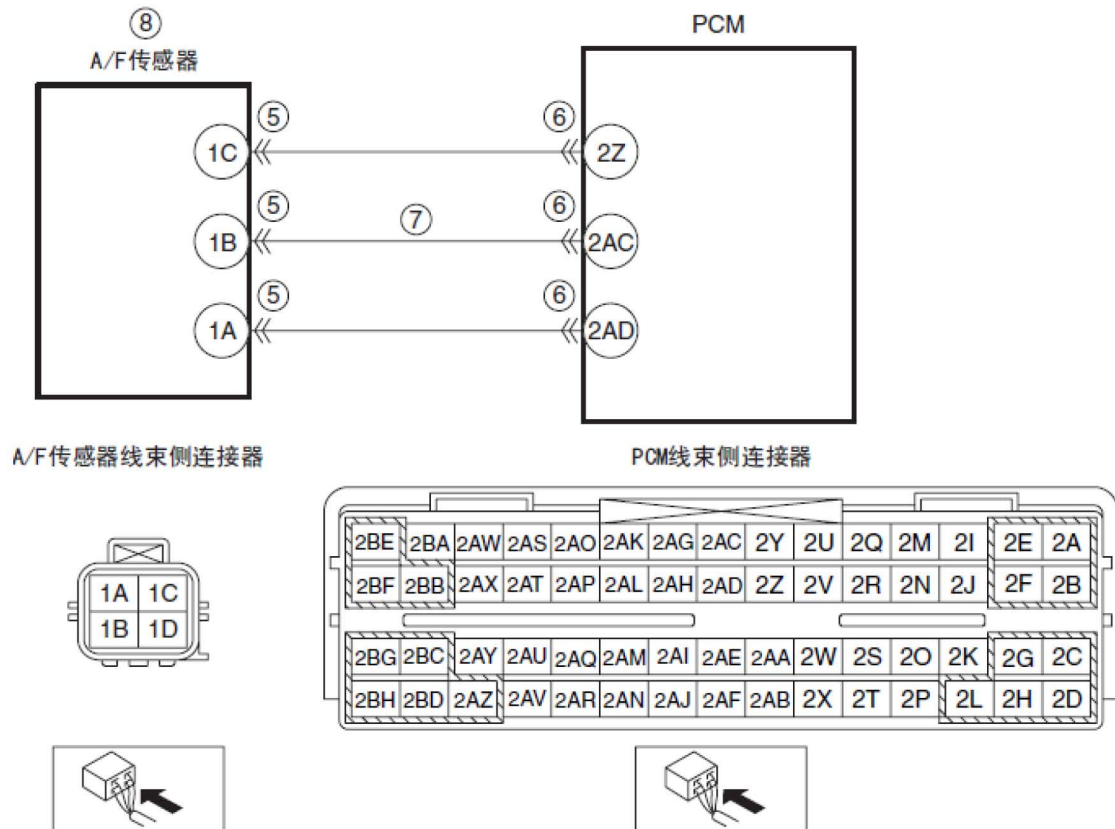 ⑧ PCM
A/F传感器
⑤ ⑥
1C 2Z
⑤ ⑦ ⑥
1B 2AC
⑤ ⑥
1A 2AD
A/F传感器线束侧连接器 PCM线束侧连接器
2BE 2BA 2AW 2AS 2AO 2AK 2AG 2AC 2Y 2U 2Q 2M 2I 2E 2A
2BF 2BB 2AX 2AT 2AP 2AL 2AH 2AD 2Z 2V 2R 2N 2J 2F 2B
1A 1C
1B 1D
2BG 2BC 2AY 2AU 2AQ 2AM 2AI 2AE 2AA 2W 2S 2O 2K 2G 2C
2BH 2BD 2AZ 2AV 2AR 2AN 2AJ 2AF 2AB 2X 2T 2P 2L 2H 2D